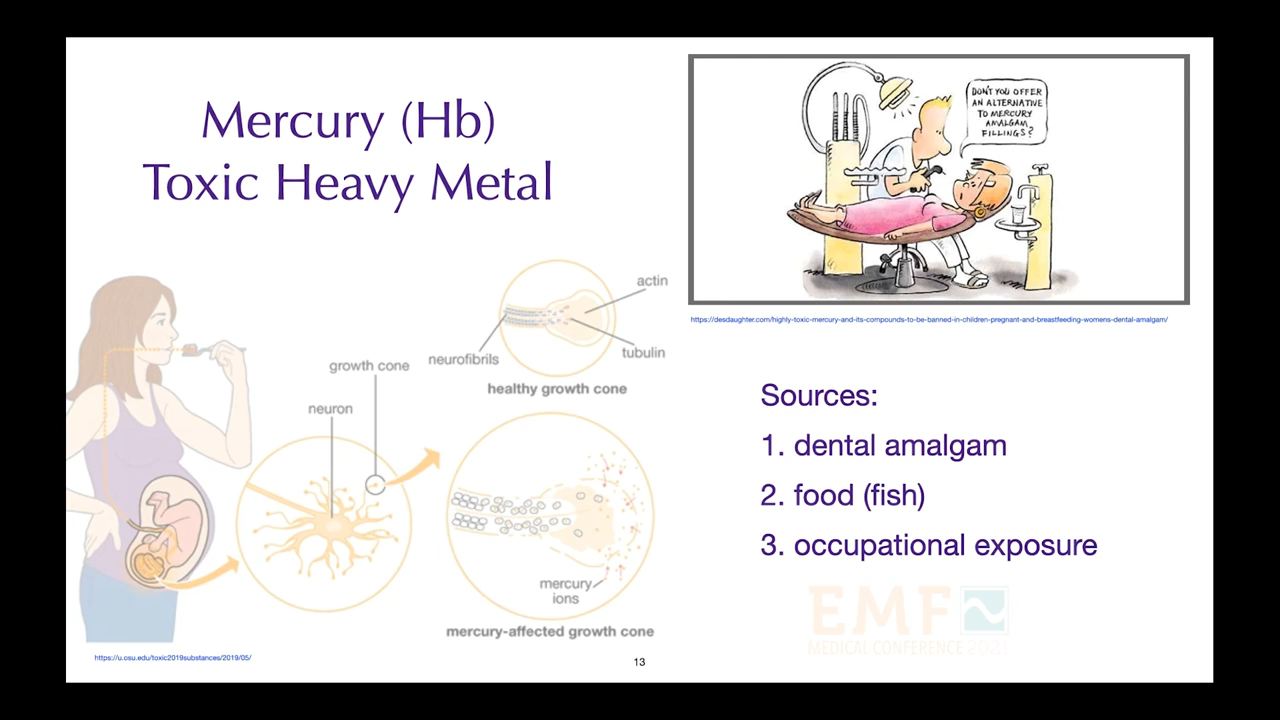 Mercury (Hb)
Toxic Heavy Metal
DON'T YOU OFFER
AN ALTERNATIVE
TO MERCURY
AMALGAM
FILLINGS?
https://desdaughter.com/highly-toxic-mercury-and-its-compounds-to-be-banned-in-children-pregnant-and-breastfeeding-womens-dental-amalgam/
actin
neurofibrils
tubulin
healthy growth cone
growth cone
neuron
mercury
ions
mercury-affected growth cone
https://u.osu.edu/toxic2019substances/2019/05/
Sources:
1. dental amalgam
2. food (fish)
3. occupational exposure
EMF
MEDICAL CONFERENCE 2021
13